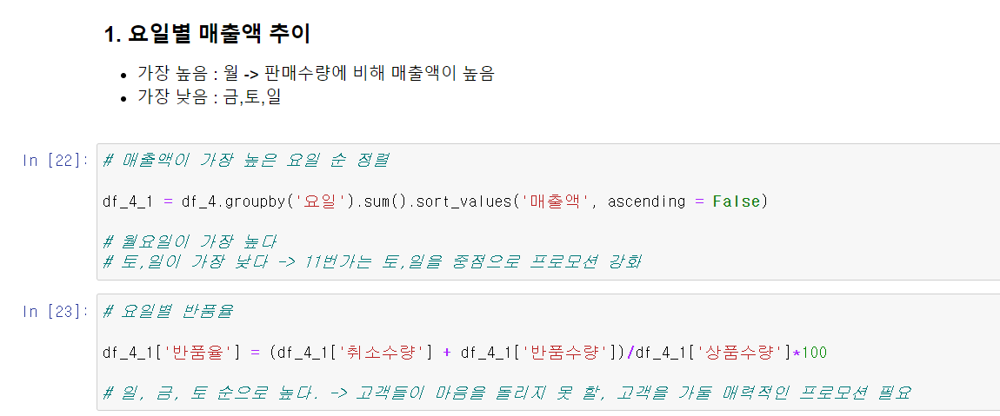 1. 요일별 매출액 추이
• 가장 높음 : 월 -> 판매수량에 비해 매출액이 높음
• 가장 낮음 : 금,토,일
In [22]:
# 매출액이 가장 높은 요일 순 정렬
df_4_1 = df_4.groupby('요일').sum().sort_values('매출액', ascending = False)
# 월요일이 가장 높다
# 토,일이 가장 낮다 -> 11번가는 토,일을 중점으로 프로모션 강화
In [23]:
# 요일별 반품율
df_4_1['반품율'] = (df_4_1['취소수량'] + df_4_1['반품수량'])/df_4_1['상품수량']*100
# 일, 금, 토 순으로 높다. -> 고객들이 마음을 돌리지 못 할, 고객을 가둘 매력적인 프로모션 필요